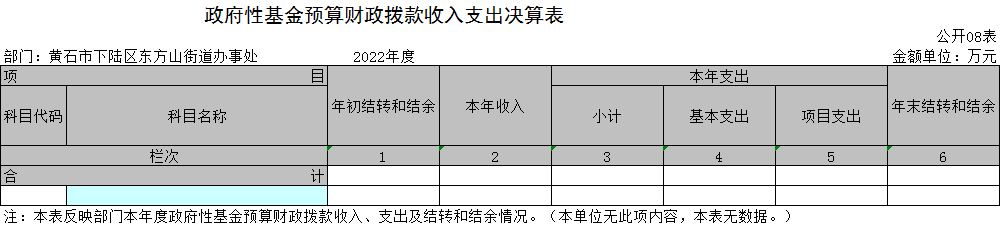 政府性基金预算财政拨款收入支出决算表
公开08表
部门：黄石市下陆区东方山街道办事处 2022年度 金额单位：万元
项 目 年初结转和结余 本年收入 本年支出 年末结转和结余
科目代码 科目名称 小计 基本支出 项目支出
栏次 1 2 3 4 5 6
合 计
注：本表反映部门本年度政府性基金预算财政拨款收入、支出及结转和结余情况。（本单位无此项内容，本表无数据。）